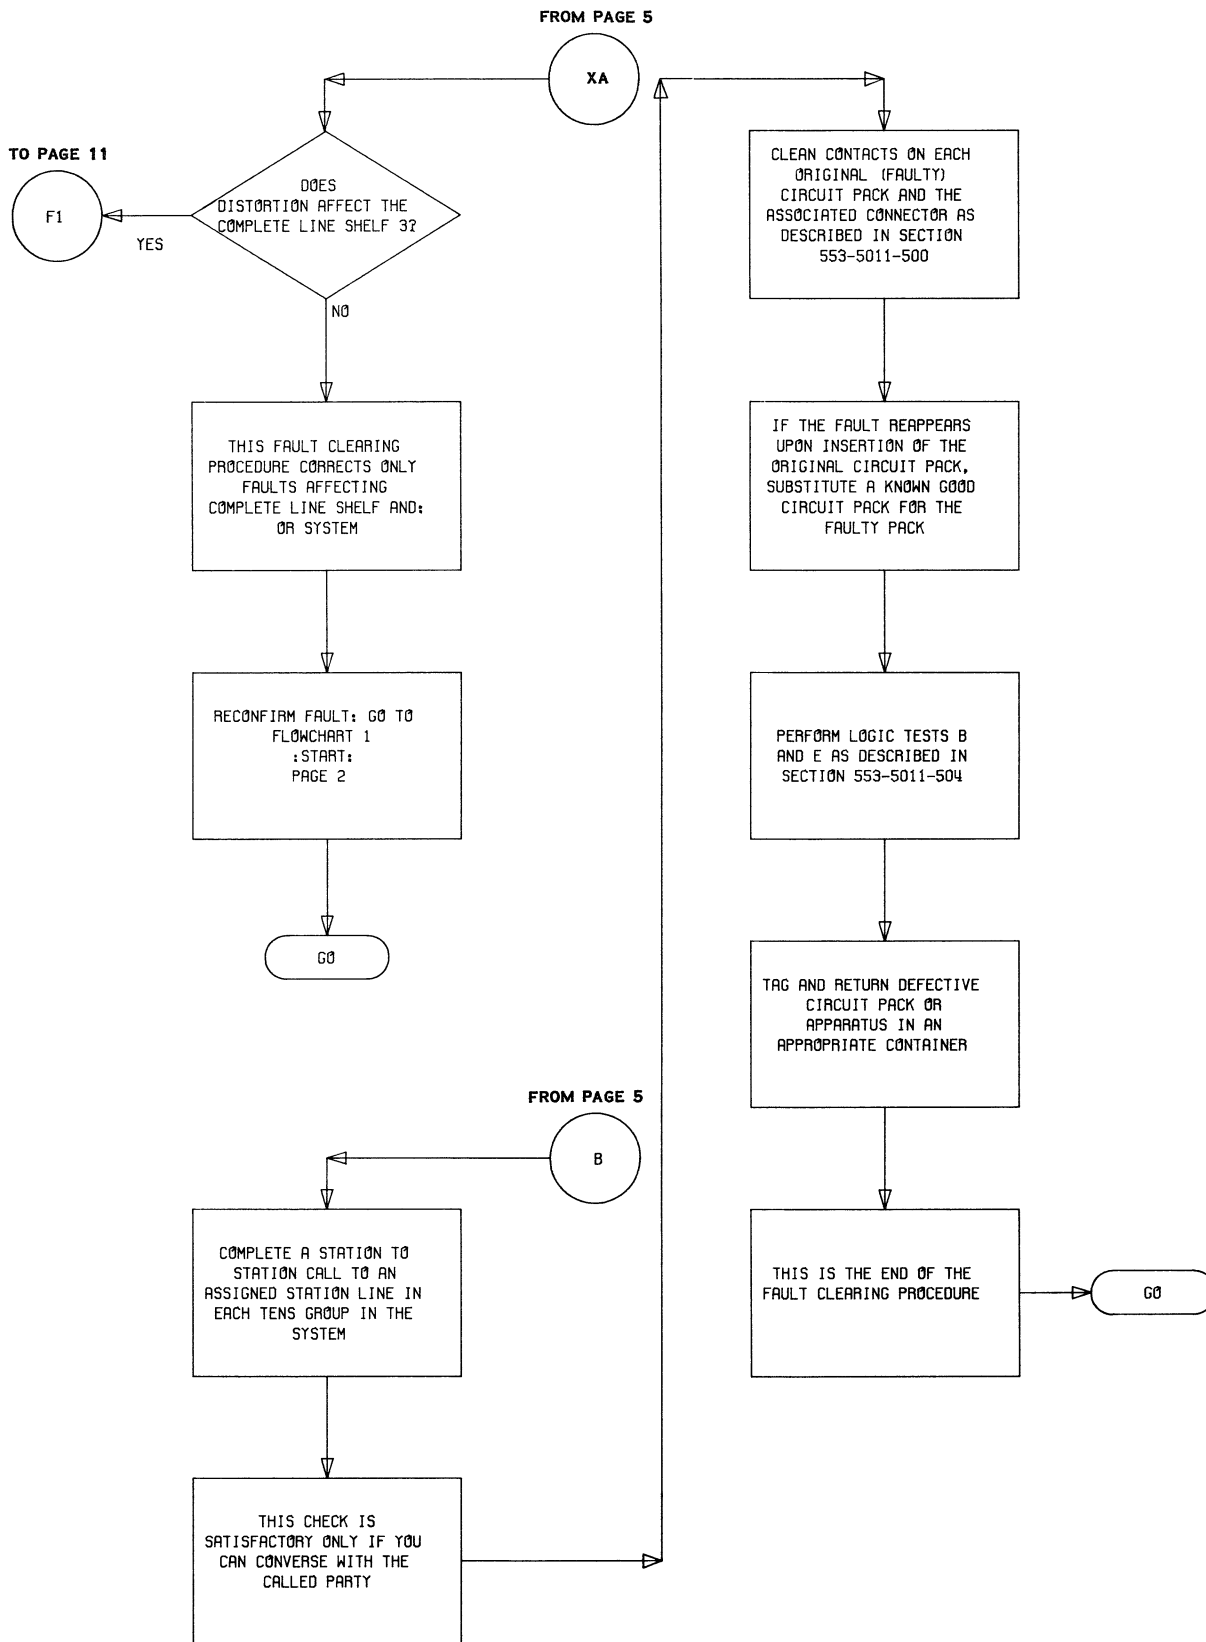 FROM PAGE 5
XA
TO PAGE 11
F1
YES
DOES
DISTORTION AFFECT THE
COMPLETE LINE SHELF 3?
NO
THIS FAULT CLEARING
PROCEDURE CORRECTS ONLY
FAULTS AFFECTING
COMPLETE LINE SHELF AND:
OR SYSTEM
RECONFIRM FAULT: GO TO
FLOWCHART 1
:START:
PAGE 2
GO
FROM PAGE 5
B
COMPLETE A STATION TO
STATION CALL TO AN
ASSIGNED STATION LINE IN
EACH TENS GROUP IN THE
SYSTEM
THIS CHECK IS
SATISFACTORY ONLY IF YOU
CAN CONVERSE WITH THE
CALLED PARTY
CLEAN CONTACTS ON EACH
ORIGINAL (FAULTY)
CIRCUIT PACK AND THE
ASSOCIATED CONNECTOR AS
DESCRIBED IN SECTION
553-5011-500
IF THE FAULT REAPPEARS
UPON INSERTION OF THE
ORIGINAL CIRCUIT PACK,
SUBSTITUTE A KNOWN GOOD
CIRCUIT PACK FOR THE
FAULTY PACK
PERFORM LOGIC TESTS B
AND E AS DESCRIBED IN
SECTION 553-5011-504
TAG AND RETURN DEFECTIVE
CIRCUIT PACK OR
APPARATUS IN AN
APPROPRIATE CONTAINER
THIS IS THE END OF THE
FAULT CLEARING PROCEDURE
GO